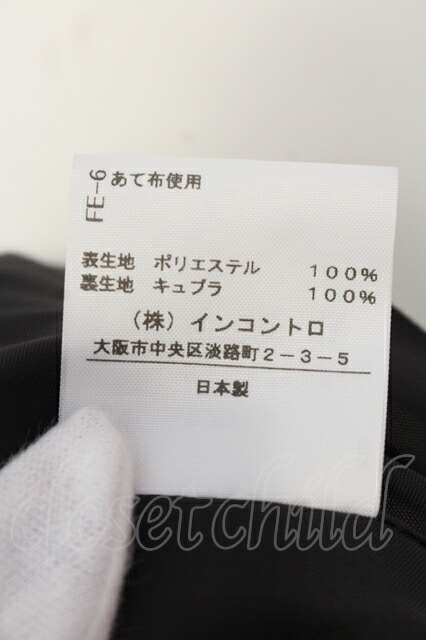 FE-6
あて布使用
表生地 ポリエステル 100%
裏生地 キュプラ 100%
(株)インコントロ
大阪市中央区淡路町2-3-5
日本製
closet child